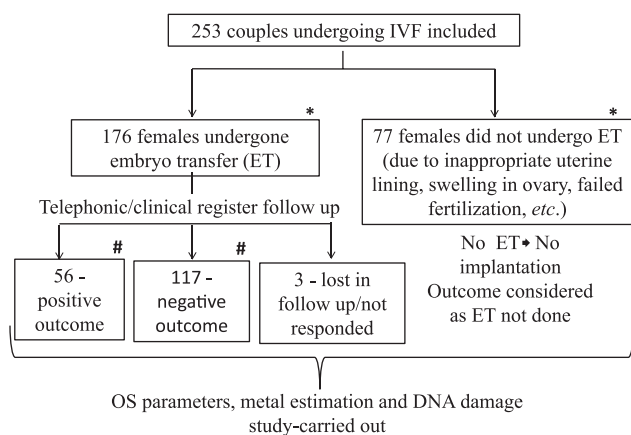 253 couples undergoing IVF included
*
176 females undergone
embryo transfer (ET)
*
77 females did not undergo ET
(due to inappropriate uterine
lining, swelling in ovary, failed
fertilization, etc.)
Telephonic/clinical register follow up
No ET➧No
implantation
Outcome considered
as ET not done
#
56 -
positive
outcome
#
117 -
negative
outcome
3 - lost in
follow up/not
responded
OS parameters, metal estimation and DNA damage
study-carried out